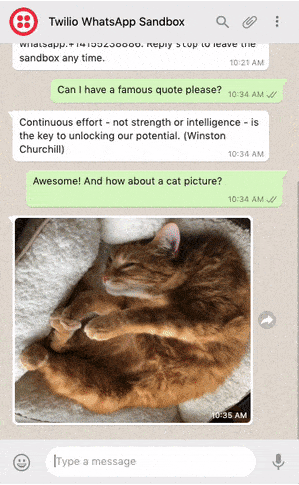 Twilio WhatsApp Sandbox
whatsapp:+14155238886. Reply stop to leave the
sandbox any time.
10:21 AM
Can I have a famous quote please?
10:34 AM
Continuous effort - not strength or intelligence - is
the key to unlocking our potential. (Winston
Churchill)
10:34 AM
Awesome! And how about a cat picture?
10:34 AM
10:35 AM
Type a message